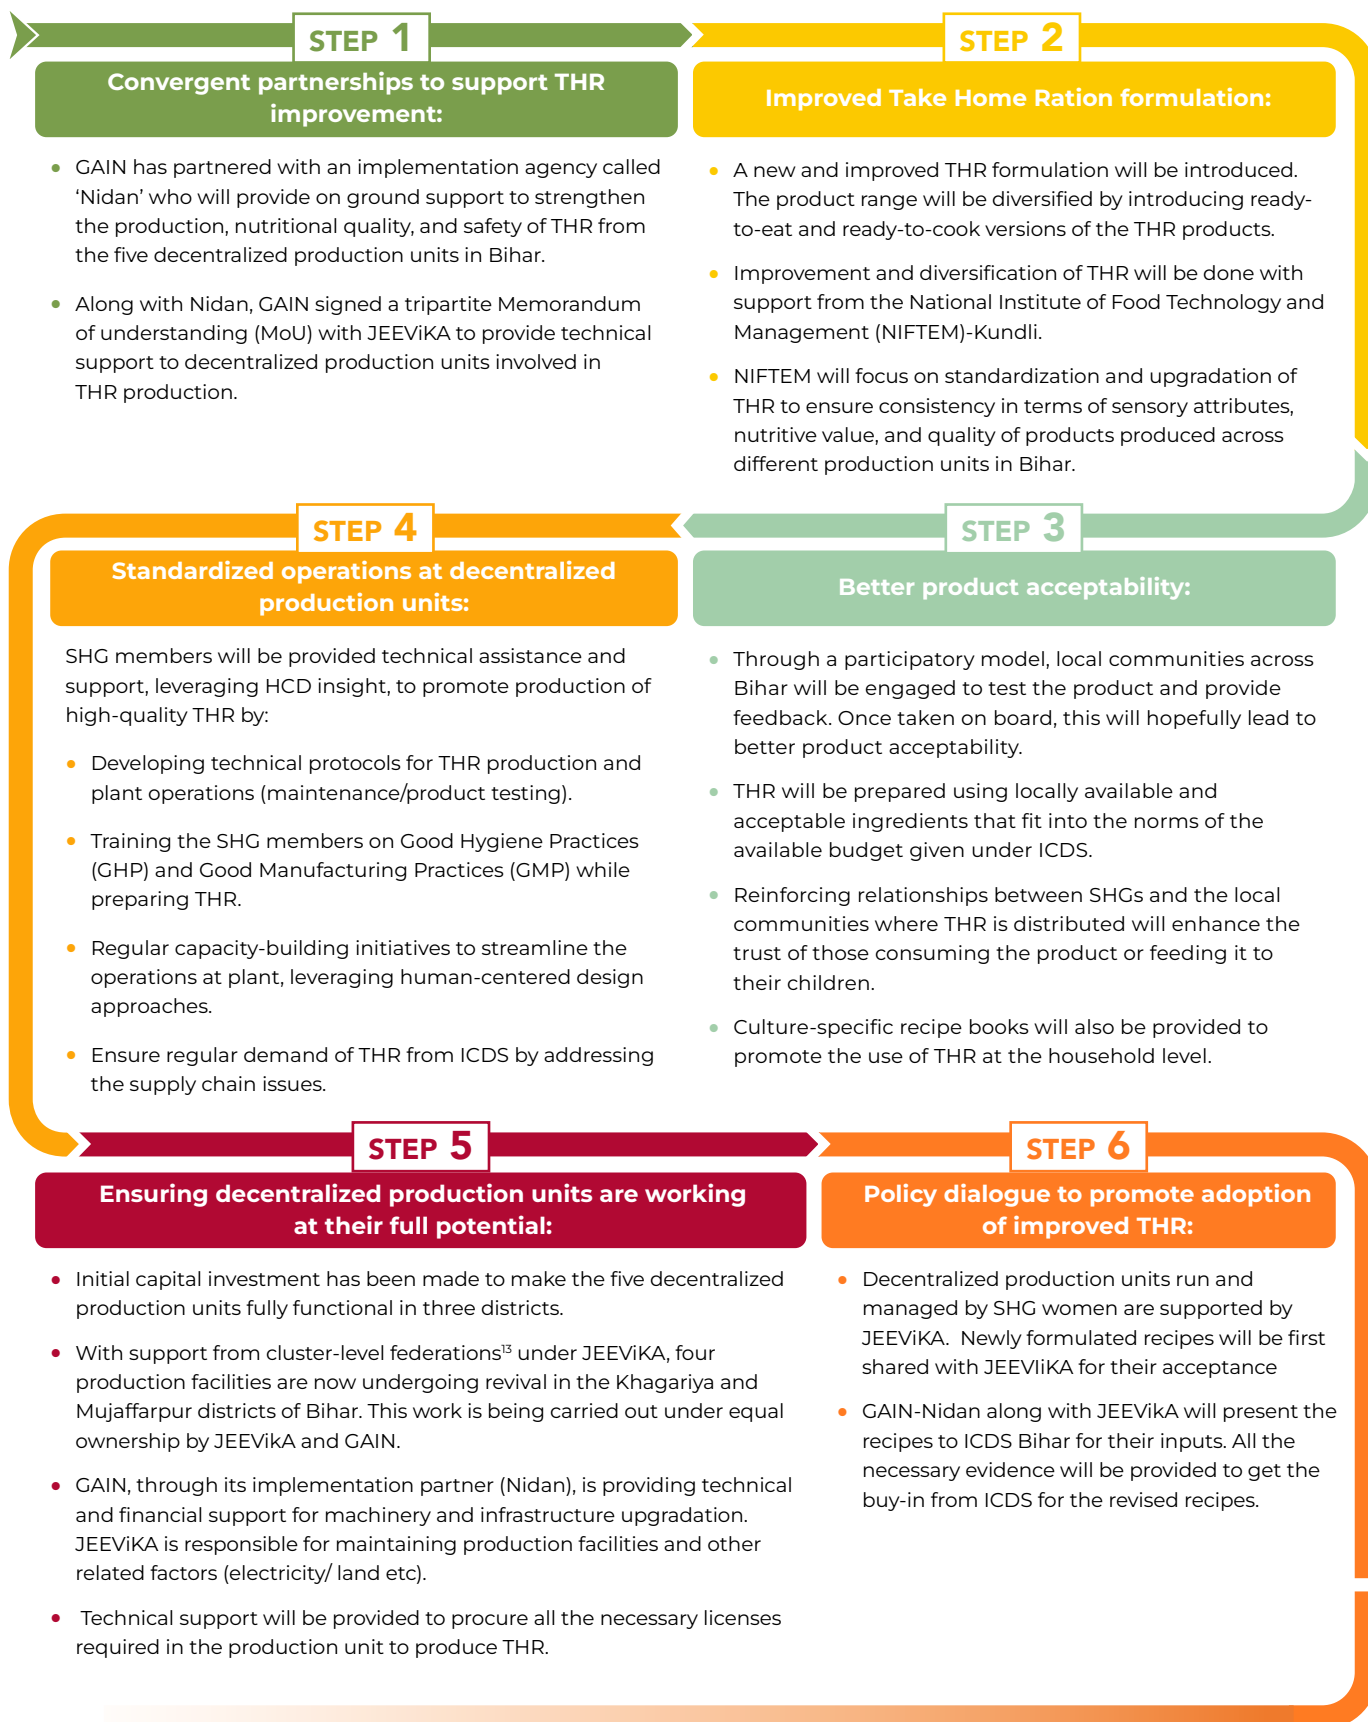 STEP 1
Convergent partnerships to support THR
improvement:
• GAIN has partnered with an implementation agency called
‘Nidan’ who will provide on ground support to strengthen
the production, nutritional quality, and safety of THR from
the five decentralized production units in Bihar.
• Along with Nidan, GAIN signed a tripartite Memorandum
of understanding (MoU) with JEEViKA to provide technical
support to decentralized production units involved in
THR production.
STEP 2
Improved Take Home Ration formulation:
• A new and improved THR formulation will be introduced.
The product range will be diversified by introducing ready-
to-eat and ready-to-cook versions of the THR products.
• Improvement and diversification of THR will be done with
support from the National Institute of Food Technology and
Management (NIFTEM)-Kundli.
• NIFTEM will focus on standardization and upgradation of
THR to ensure consistency in terms of sensory attributes,
nutritive value, and quality of products produced across
different production units in Bihar.
STEP 3
Better product acceptability:
• Through a participatory model, local communities across
Bihar will be engaged to test the product and provide
feedback. Once taken on board, this will hopefully lead to
better product acceptability.
• THR will be prepared using locally available and
acceptable ingredients that fit into the norms of the
available budget given under ICDS.
• Reinforcing relationships between SHGs and the local
communities where THR is distributed will enhance the
trust of those consuming the product or feeding it to
their children.
• Culture-specific recipe books will also be provided to
promote the use of THR at the household level.
STEP 4
Standardized operations at decentralized
production units:
SHG members will be provided technical assistance and
support, leveraging HCD insight, to promote production of
high-quality THR by:
• Developing technical protocols for THR production and
plant operations (maintenance/product testing).
• Training the SHG members on Good Hygiene Practices
(GHP) and Good Manufacturing Practices (GMP) while
preparing THR.
• Regular capacity-building initiatives to streamline the
operations at plant, leveraging human-centered design
approaches.
• Ensure regular demand of THR from ICDS by addressing
the supply chain issues.
STEP 5
Ensuring decentralized production units are working
at their full potential:
• Initial capital investment has been made to make the five decentralized
production units fully functional in three districts.
• With support from cluster-level federations¹³ under JEEViKA, four
production facilities are now undergoing revival in the Khagariya and
Mujaffarpur districts of Bihar. This work is being carried out under equal
ownership by JEEVikA and GAIN.
• GAIN, through its implementation partner (Nidan), is providing technical
and financial support for machinery and infrastructure upgradation.
JEEViKA is responsible for maintaining production facilities and other
related factors (electricity/ land etc).
• Technical support will be provided to procure all the necessary licenses
required in the production unit to produce THR.
STEP 6
Policy dialogue to promote adoption
of improved THR:
• Decentralized production units run and
managed by SHG women are supported by
JEEViKA. Newly formulated recipes will be first
shared with JEEVIiKA for their acceptance
• GAIN-Nidan along with JEEVikA will present the
recipes to ICDS Bihar for their inputs. All the
necessary evidence will be provided to get the
buy-in from ICDS for the revised recipes.